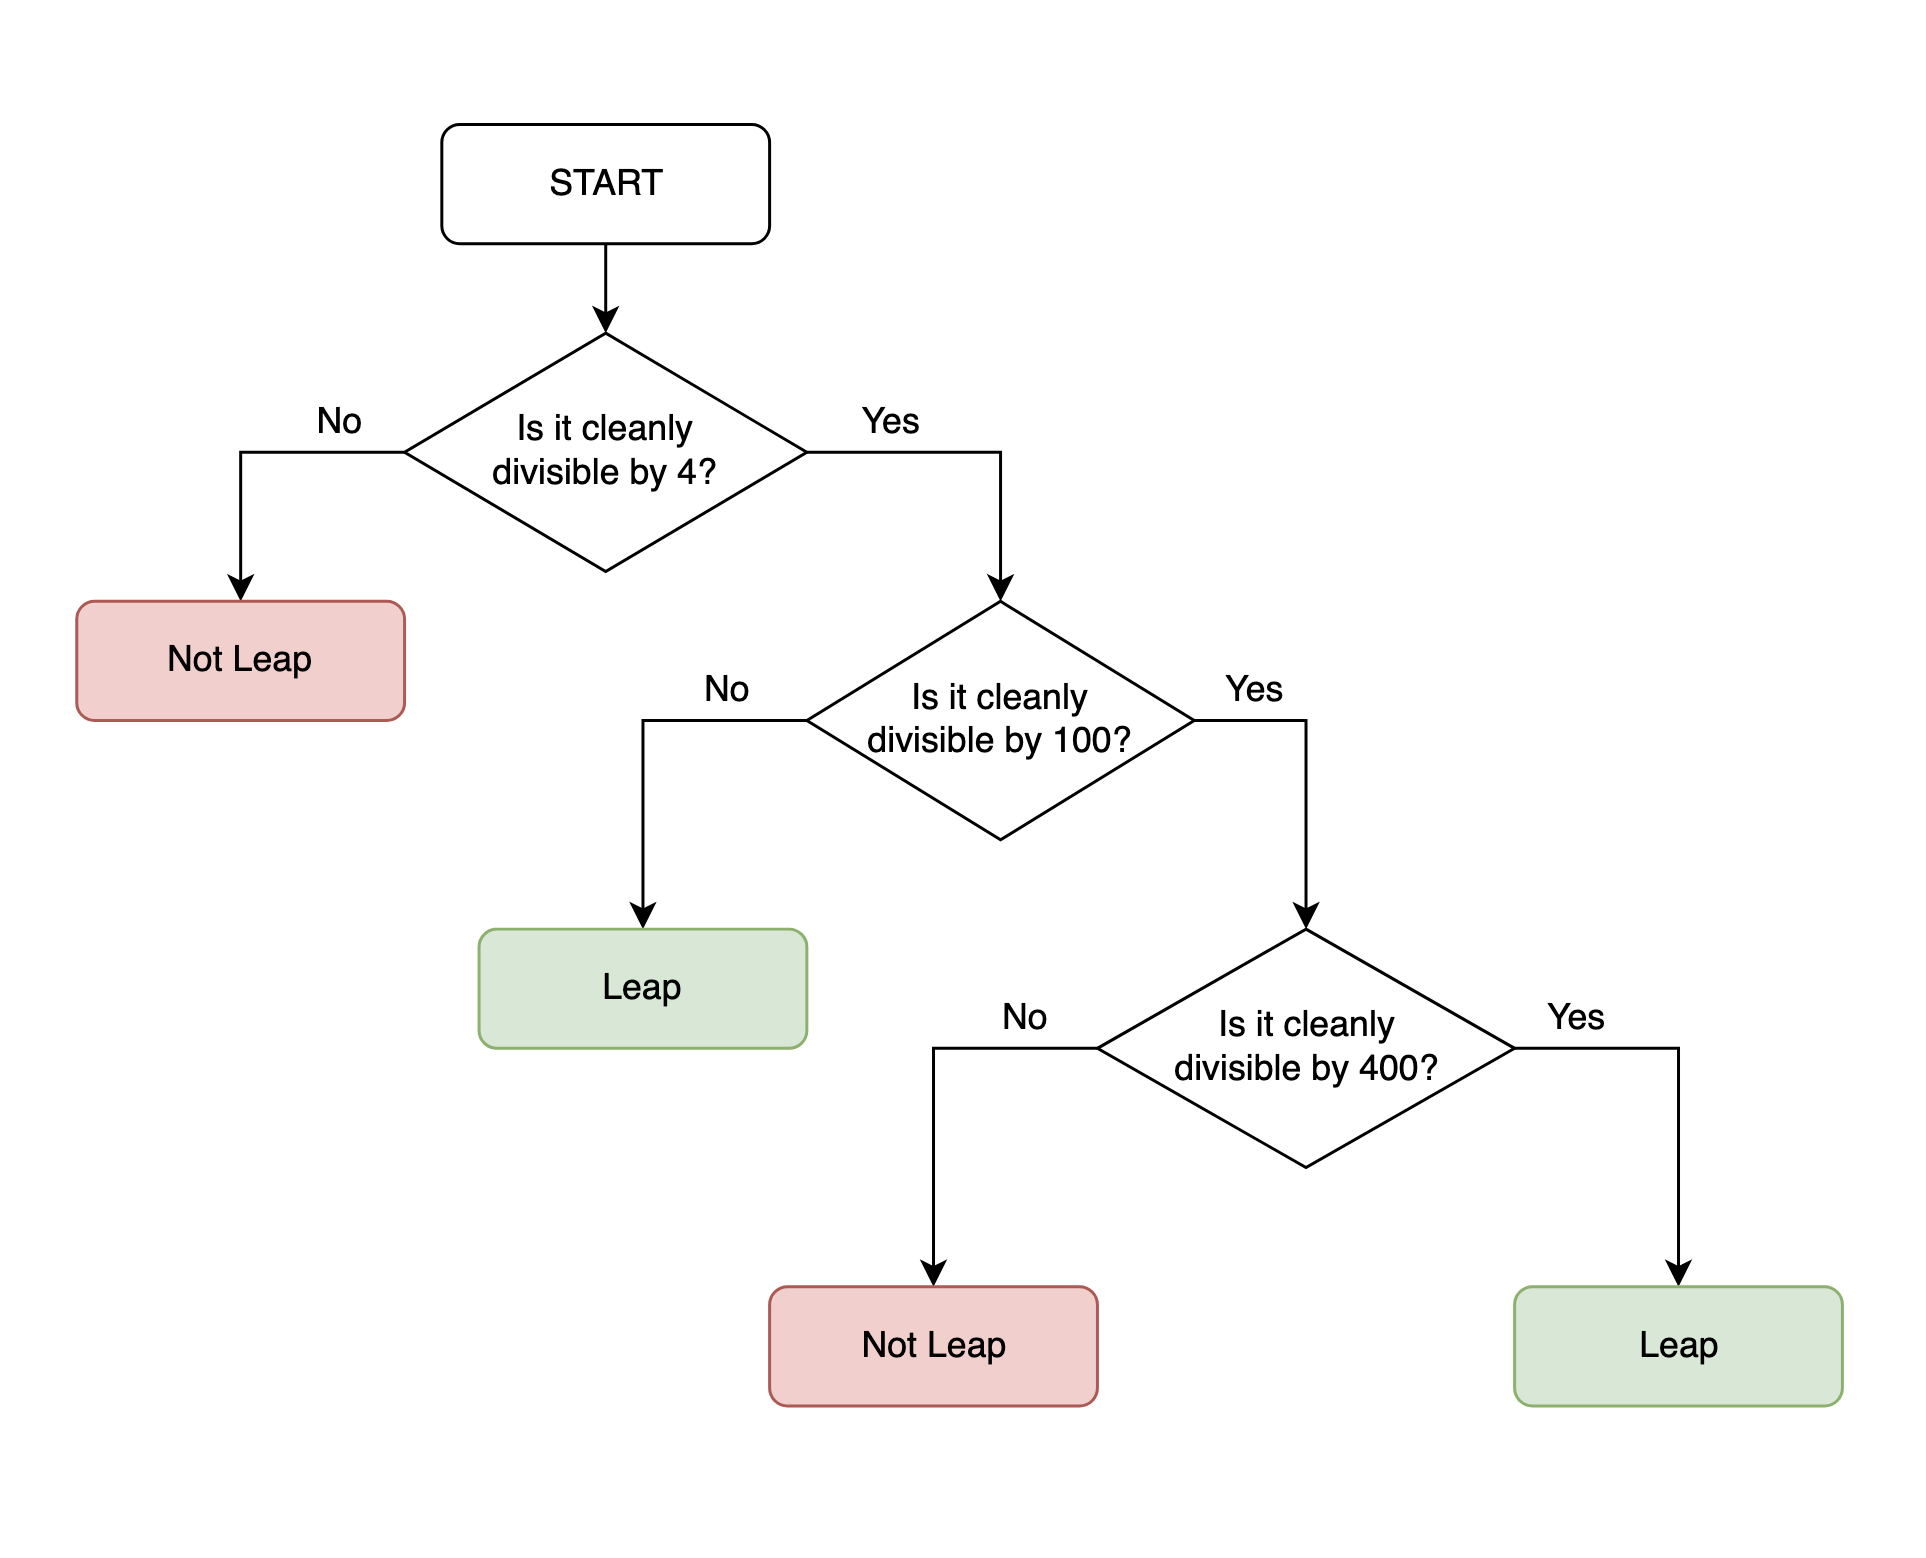 START
No
Yes
Is it cleanly
divisible by 4?
Not Leap
No
Yes
Is it cleanly
divisible by 100?
Leap
No
Yes
Is it cleanly
divisible by 400?
Not Leap
Leap